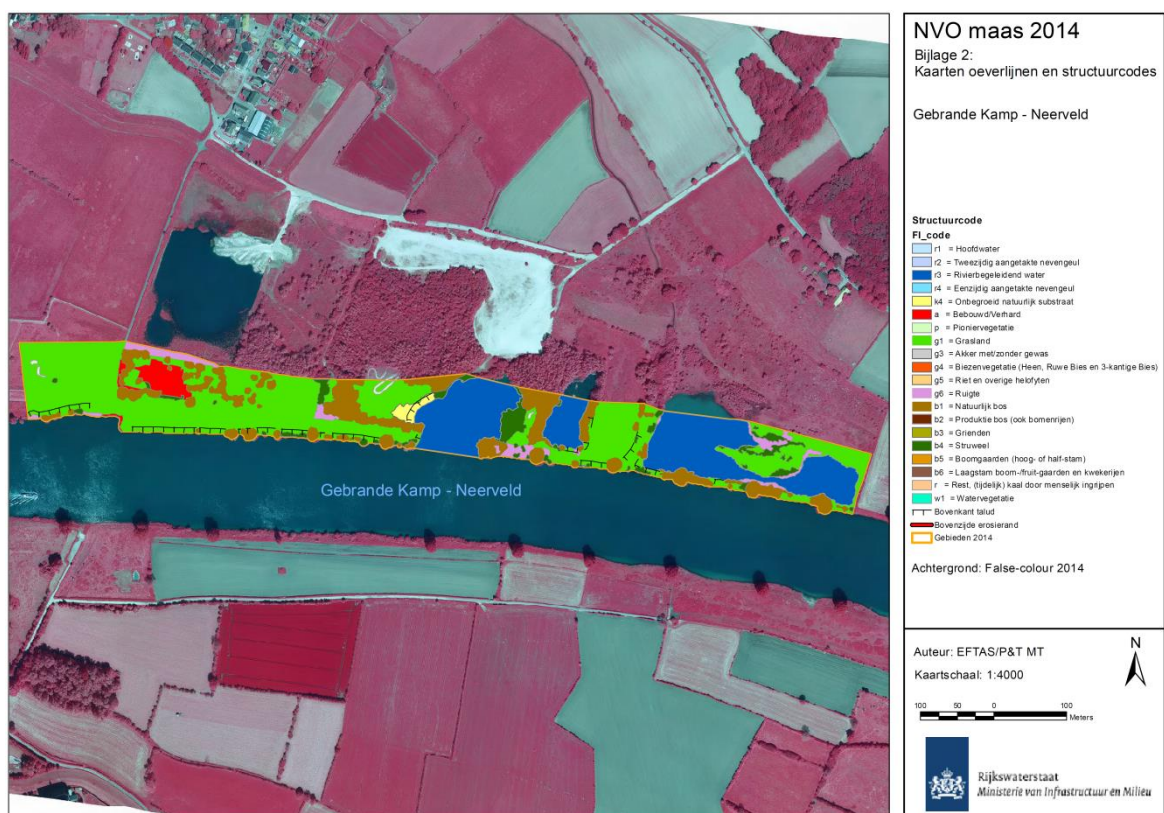 NVO maas 2014
Bijlage 2:
Kaarten oeverlijnen en structuurcodes
Gebrande Kamp - Neerveld
Structuurcode
FI_code
r1 = Hoofdwater
r2 = Tweezijdig aangetakte nevengeul
r3 = Rivierbegeleidend water
r4 = Eenzijdig aangetakte nevengeul
k4 = Onbegroeid natuurlijk substraat
a = Bebouwd/Verhard
p = Pioniervegetatie
g1 = Grasland
g3 = Akker met/zonder gewas
g4 = Biezenvegetatie (Heen, Ruwe Bies en 3-kantige Bies)
g5 = Riet en overige helofyten
g6 = Ruigte
b1 = Natuurlijk bos
b2 = Produktie bos (ook bomenrijen)
b3 = Grienden
b4 = Struweel
b5 = Boomgaarden (hoog- of half-stam)
b6 = Laagstam boom-/fruit-gaarden en kwekerijen
r = Rest, (tijdelijk) kaal door menselijk ingrijpen
w1 = Watervegetatie
Bovenkant talud
Bovenzijde erosierand
Gebieden 2014
Achtergrond: False-colour 2014
Gebrande Kamp - Neerveld
Auteur: EFTAS/P&T MT
Kaartschaal: 1:4000
N
100 50 0 100
Meters
Rijkswaterstaat
Ministerie van Infrastructuur en Milieu